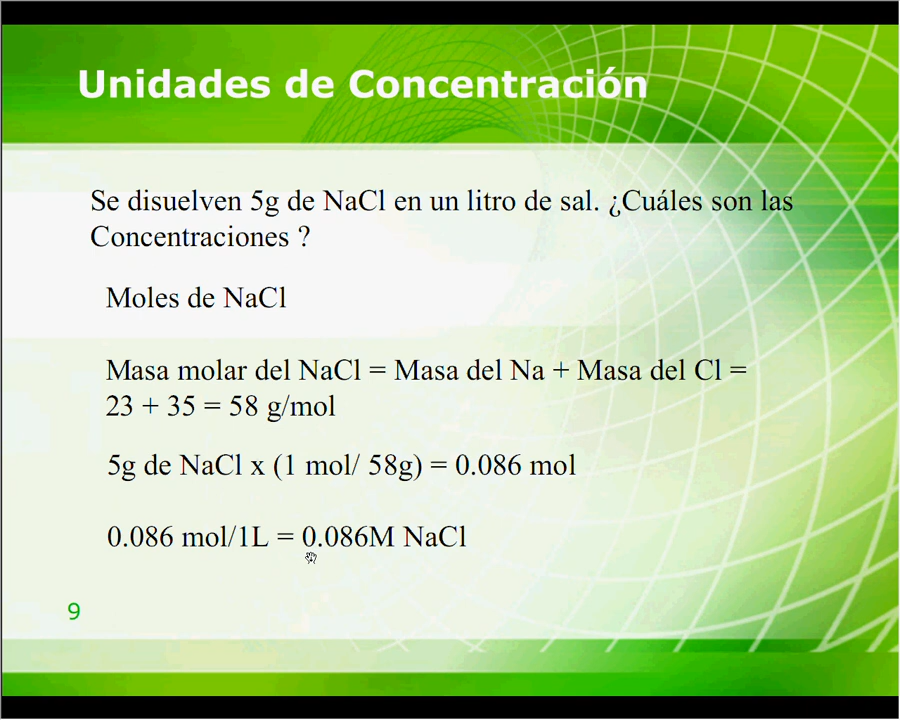 Unidades de Concentración
Se disuelven 5g de NaCl en un litro de sal. ¿Cuáles son las
Concentraciones ?
Moles de NaCl
Masa molar del NaCl = Masa del Na + Masa del Cl =
23 + 35 = 58 g/mol
5g de NaCl x (1 mol/ 58g) = 0.086 mol
0.086 mol/1L = 0.086M NaCl
9